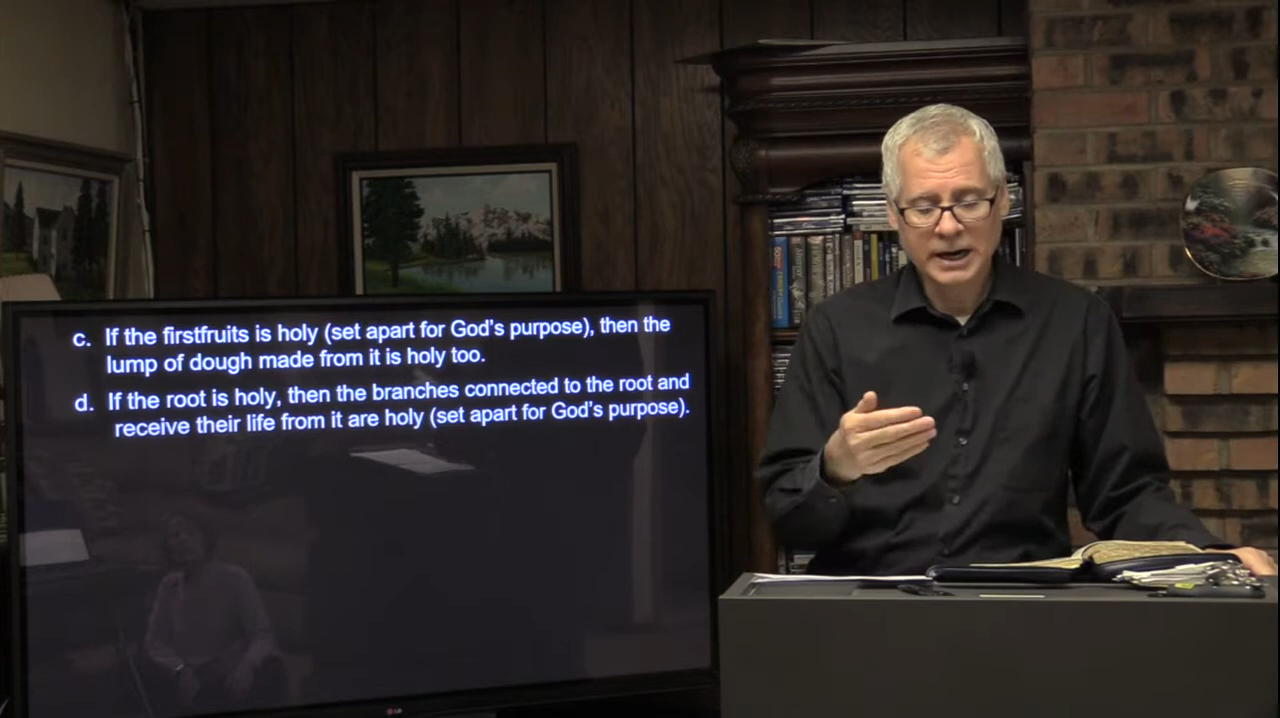 c. If the firstfruits is holy (set apart for God's purpose), then the
lump of dough made from it is holy too.
d. If the root is holy, then the branches connected to the root and
receive their life from it are holy (set apart for God's purpose).
LG